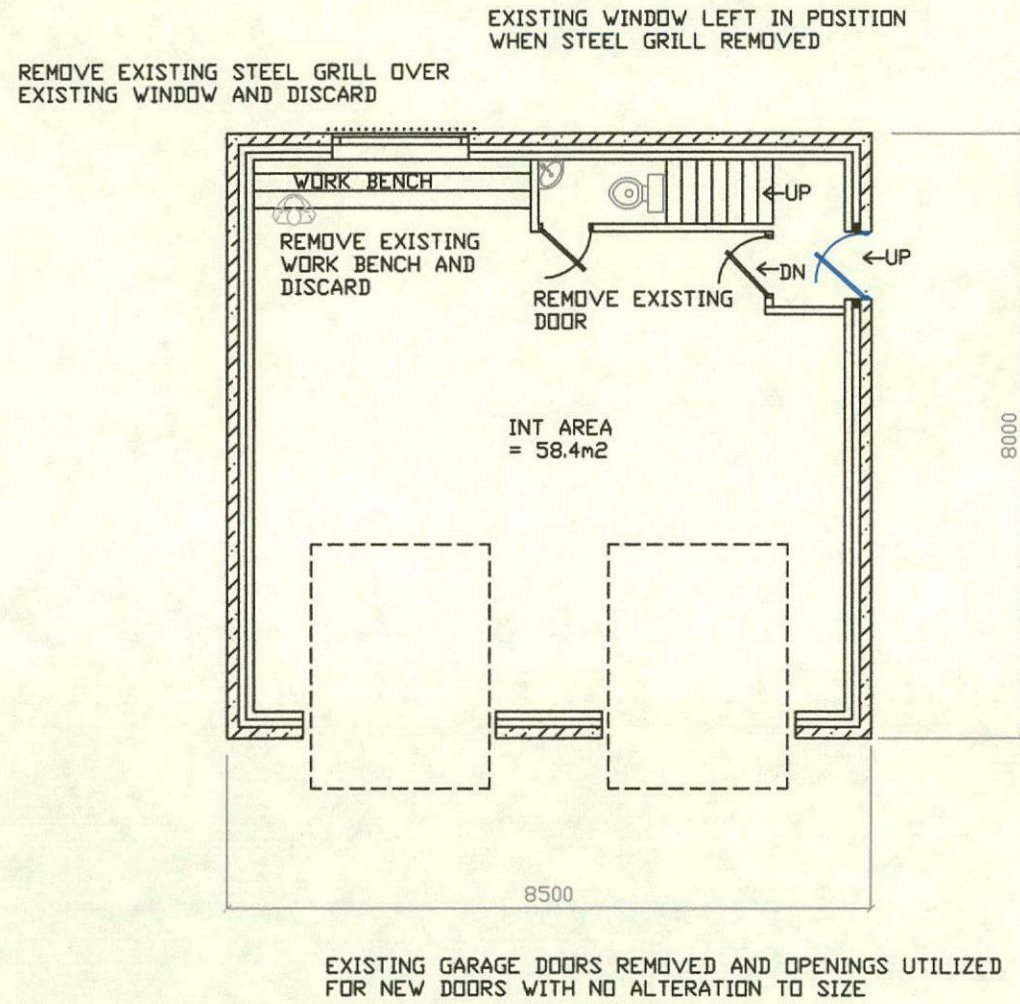 EXISTING WINDOW LEFT IN POSITION
WHEN STEEL GRILL REMOVED
REMOVE EXISTING STEEL GRILL OVER
EXISTING WINDOW AND DISCARD
WORK BENCH
←UP
REMOVE EXISTING
WORK BENCH AND
DISCARD
←DN
←UP
REMOVE EXISTING
DOOR
INT AREA
= 58.4m2
8000
8500
EXISTING GARAGE DOORS REMOVED AND OPENINGS UTILIZED
FOR NEW DOORS WITH NO ALTERATION TO SIZE